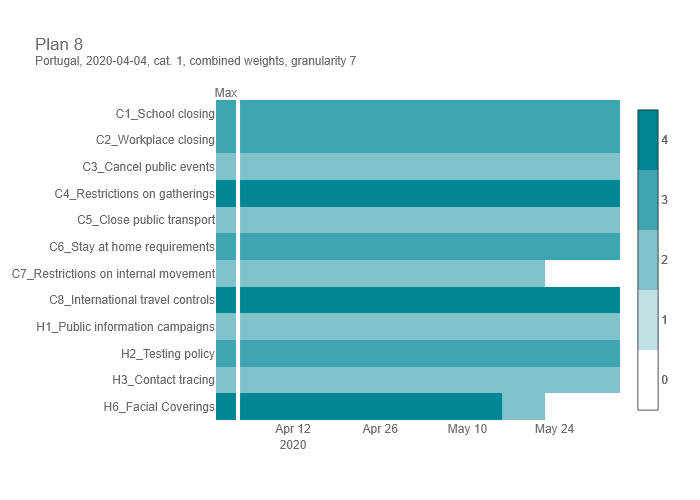 Plan 8
Portugal, 2020-04-04, cat. 1, combined weights, granularity 7
Max
C1_School closing
C2_Workplace closing
C3_Cancel public events
C4_Restrictions on gatherings
C5_Close public transport
C6_Stay at home requirements
C7_Restrictions on internal movement
C8_International travel controls
H1_Public information campaigns
H2_Testing policy
H3_Contact tracing
H6_Facial Coverings
Apr 12 Apr 26 May 10 May 24
2020
4
3
2
1
0